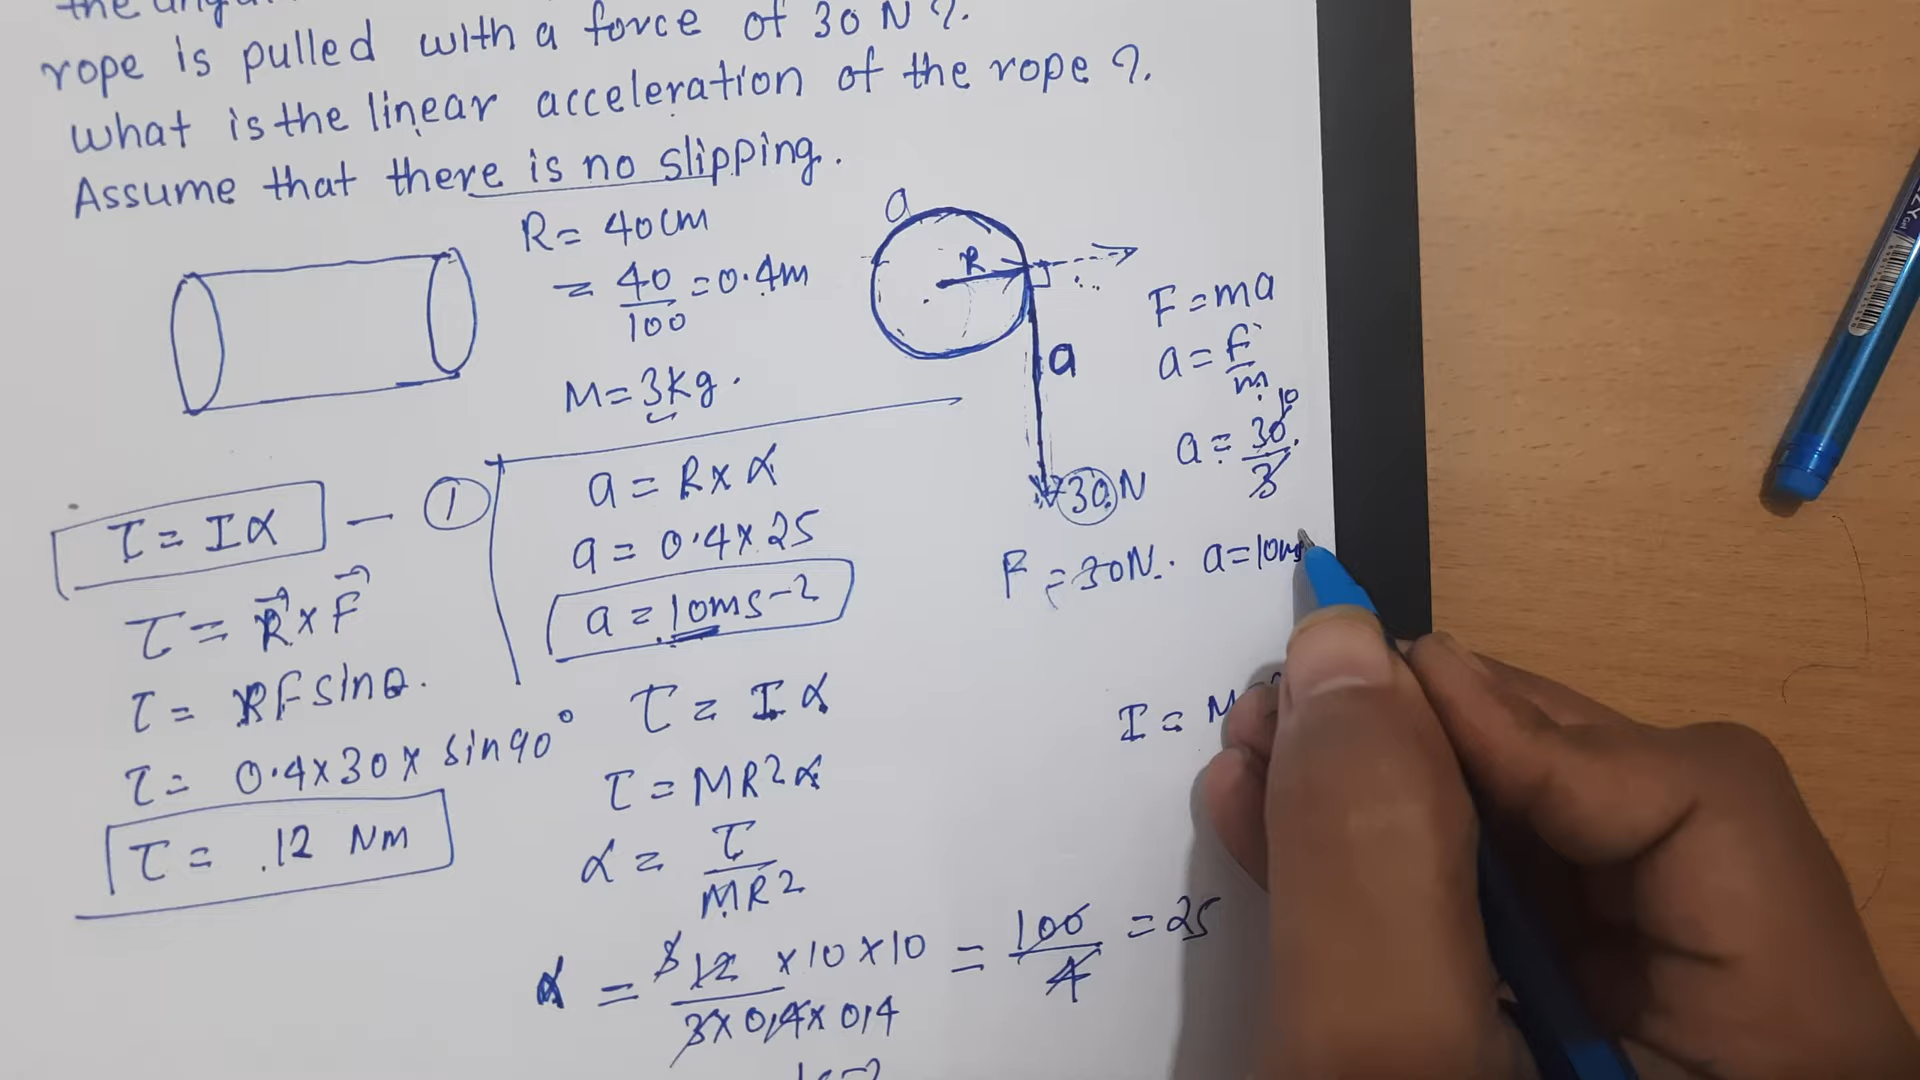 the
rope is pulled with a force of 30 N ?.
what is the linear acceleration of the rope ?.
Assume that there is no slipping.
R = 40cm
= 40/100 = 0.4m
M = 3kg.
a
R
a
30N
F = ma
a = F/m
a = 30/3 10
F = 30N. a = 10ms
τ = Iα — 1
τ = R × F
τ = RF sinθ.
τ = 0.4 × 30 × sin90°
τ = .12 Nm
a = R × α
a = 0.4 × 25
a = 10ms-2
τ = Iα
τ = MR2α
α = τ/MR2
I = M
α = 12 × 10 × 10 / 3 × 0,4 × 0,4 = 100/4 = 25